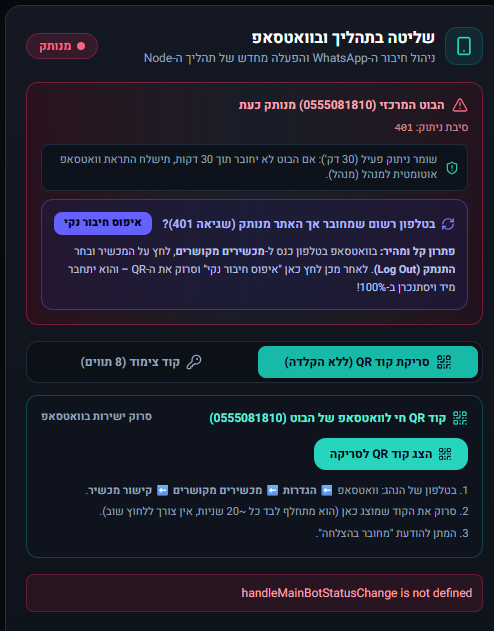 שליטה בתהליך ובוואטסאפ
ניהול חיבור ה-WhatsApp והפעלה מחדש של תהליך ה-Node
מנותק
הבוט המרכזי (0555081810) מנותק כעת
סיבת ניתוק: 401
שומר ניתוק פעיל (30 דק'): אם הבוט לא יחובר תוך 30 דקות, תישלח התראת וואטסאפ
אוטומטית למנהל (מנהל).
בטלפון רשום שמחובר אך האתר מנותק (שגיאה 401)?
איפוס חיבור נקי
פתרון קל ומהיר: בוואטסאפ בטלפון כנס ל-מכשירים מקושרים, לחץ על המכשיר ובחר
התנתק (Log Out). לאחר מכן לחץ כאן "איפוס חיבור נקי" וסרוק את ה-QR – והוא יתחבר
מיד ויסתנכרן ב-100%!
סריקת קוד QR (ללא הקלדה)
קוד צימוד (8 תווים)
קוד QR חי לוואטסאפ של הבוט (0555081810)
סרוק ישירות בוואטסאפ
הצג קוד QR לסריקה
1. בטלפון של הנהג: וואטסאפ ⬅️ הגדרות ⬅️ מכשירים מקושרים ⬅️ קישור מכשיר.
2. סרוק את הקוד שמוצג כאן (הוא מתחלף לבד כל ~20 שניות, אין צורך ללחוץ שוב).
3. המתן להודעת "מחובר בהצלחה".
handleMainBotStatusChange is not defined